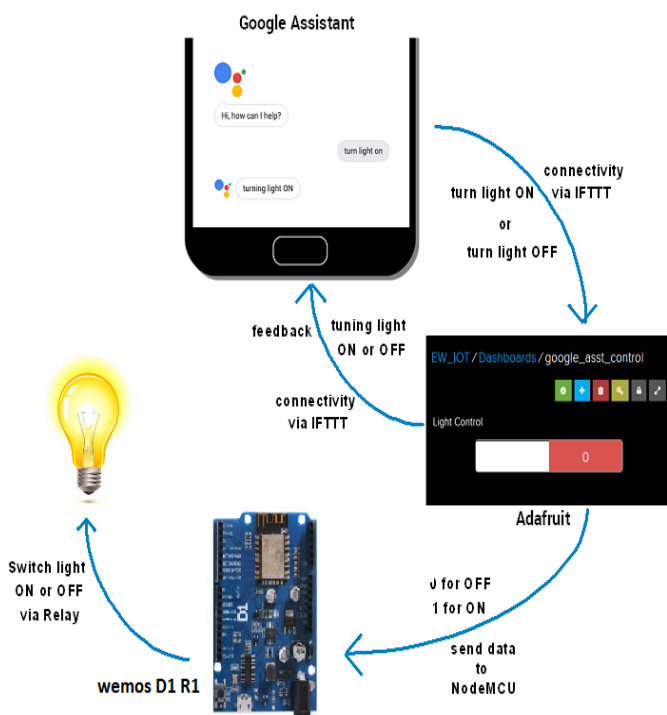 Google Assistant
Hi, how can I help?
turn light on
turning light ON
connectivity
via IFTTT
turn light ON
or
turn light OFF
feedback
tuning light
ON or OFF
connectivity
via IFTTT
EW_IOT / Dashboards / google_asst_control
Light Control
0
Adafruit
0 for OFF
1 for ON
send data
to
NodeMCU
Switch light
ON or OFF
via Relay
D1
wemos D1 R1